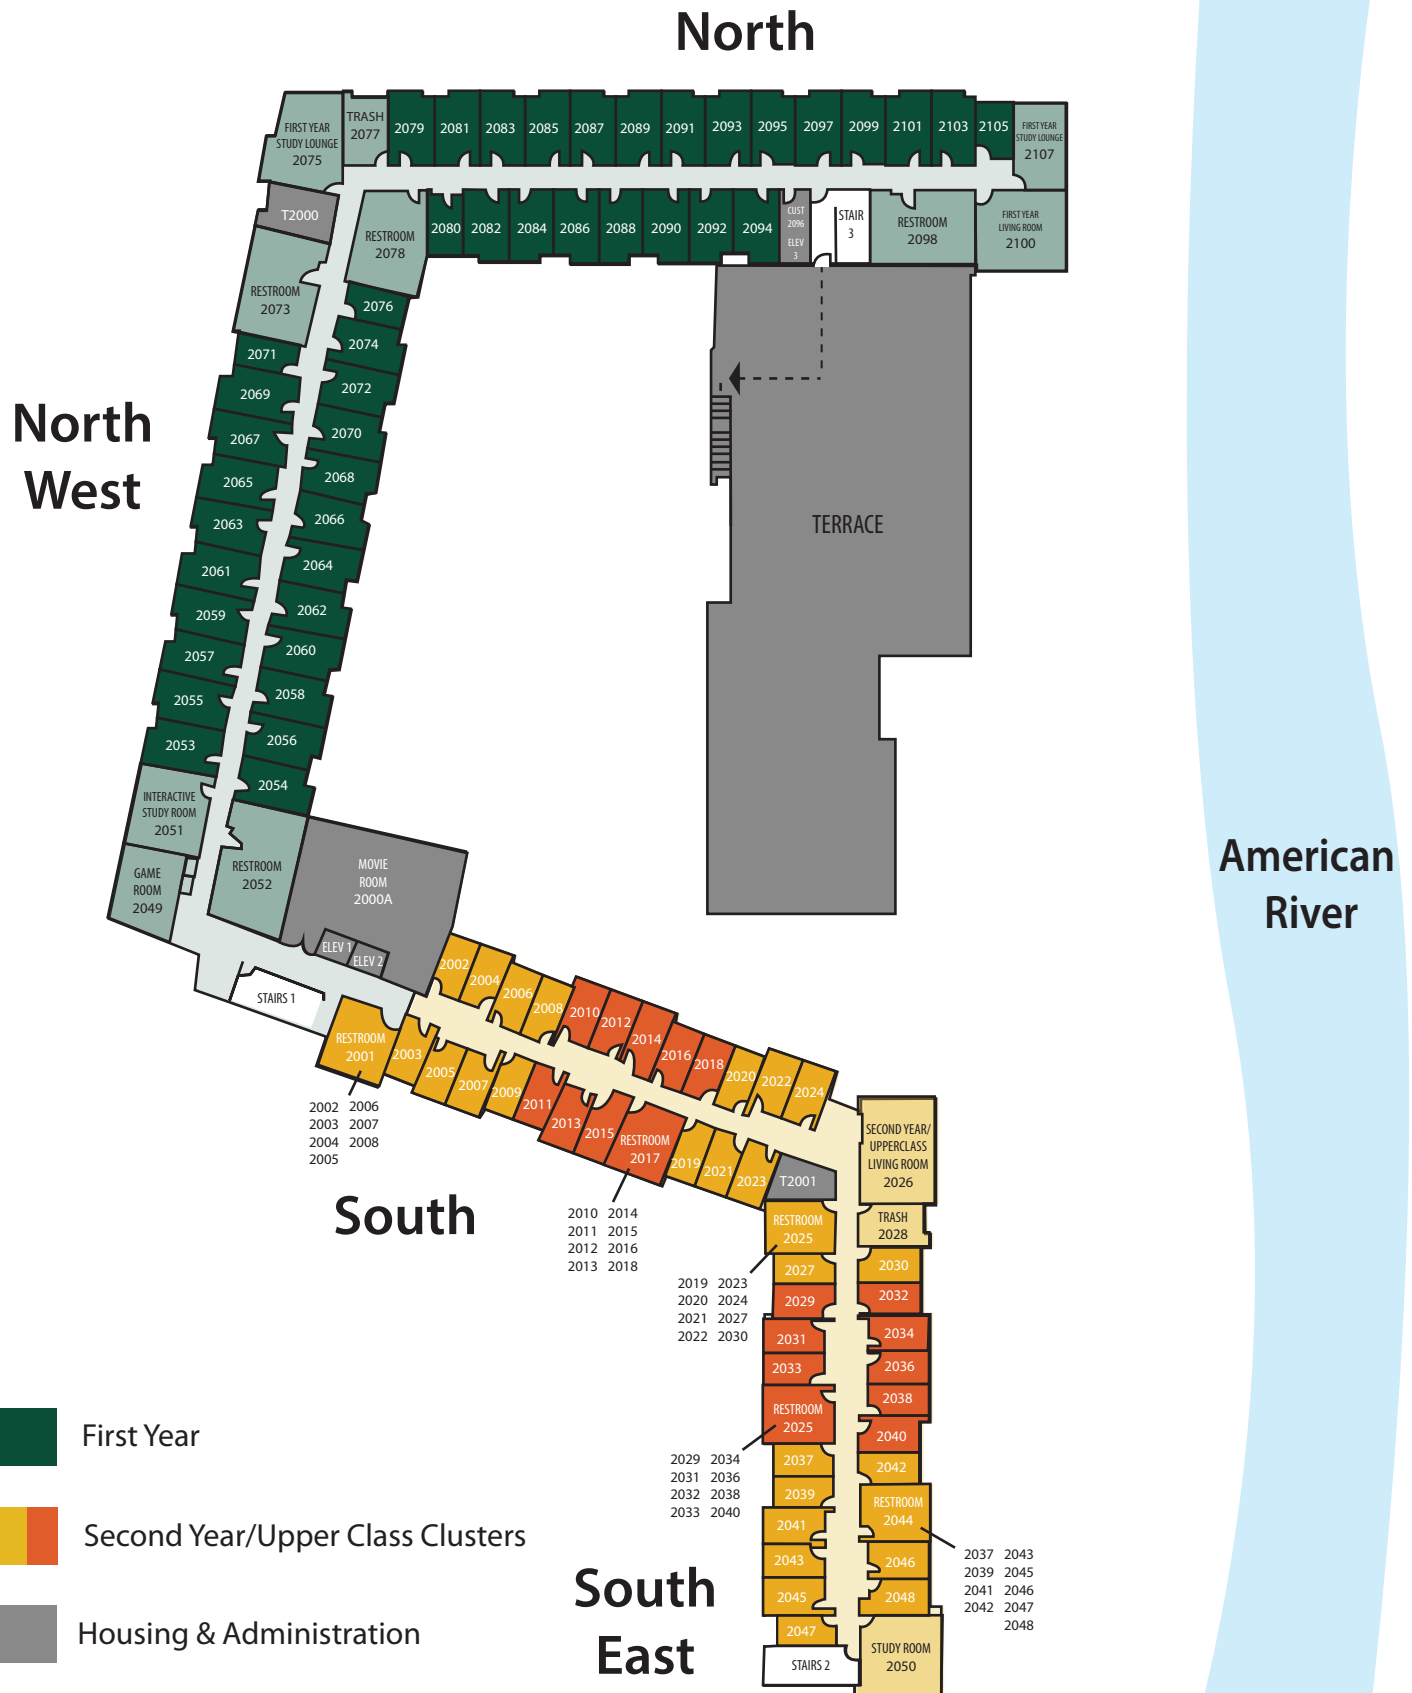 North
FIRST YEAR
STUDY LOUNGE
2075
TRASH
2077
2079
2081
2083
2085
2087
2089
2091
2093
2095
2097
2099
2101
2103
2105
FIRST YEAR
STUDY LOUNGE
2107
T2000
RESTROOM
2078
2080
2082
2084
2086
2088
2090
2092
2094
CUST
2096
ELEV
3
STAIR
3
RESTROOM
2098
FIRST YEAR
LIVING ROOM
2100
RESTROOM
2073
2076
2074
2072
2070
2068
2066
2064
2062
2060
2058
2056
2054
2071
2069
2067
2065
2063
2061
2059
2057
2055
2053
North
West
TERRACE
American
River
INTERACTIVE
STUDY ROOM
2051
GAME
ROOM
2049
RESTROOM
2052
MOVIE
ROOM
2000A
ELEV 1
ELEV 2
STAIRS 1
RESTROOM
2001
2002
2004
2006
2008
2010
2012
2014
2016
2018
2020
2022
2024
2003
2005
2007
2009
2011
2013
2015
RESTROOM
2017
2019
2021
2023
T2001
2002 2006
2003 2007
2004 2008
2005
South
2010 2014
2011 2015
2012 2016
2013 2018
SECOND YEAR/
UPPERCLASS
LIVING ROOM
2026
TRASH
2028
RESTROOM
2025
2019 2023
2020 2024
2021 2027
2022 2030
2027
2029
2031
2033
RESTROOM
2025
2037
2039
2041
2043
2045
2047
STAIRS 2
2030
2032
2034
2036
2038
2040
2042
RESTROOM
2044
2046
2048
STUDY ROOM
2050
2029 2034
2031 2036
2032 2038
2033 2040
2037 2043
2039 2045
2041 2046
2042 2047
2048
South
East
First Year
Second Year/Upper Class Clusters
Housing & Administration